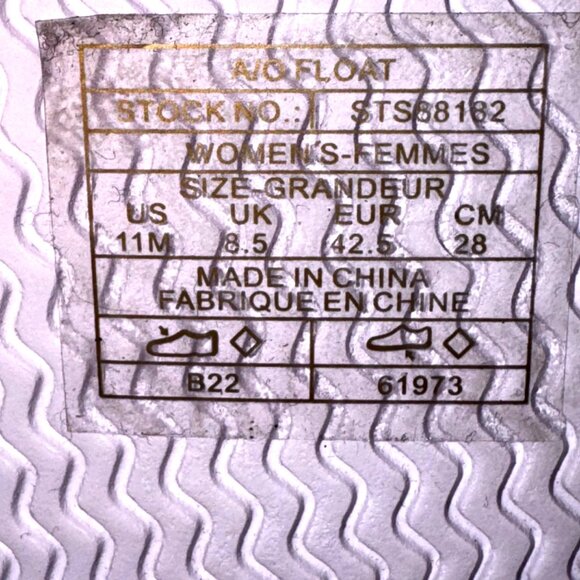 A/O FLOAT
STOCK NO.: STS88182
WOMEN'S-FEMMES
SIZE-GRANDEUR
US UK EUR CM
11M 8.5 42.5 28
MADE IN CHINA
FABRIQUE EN CHINE
B22 61973